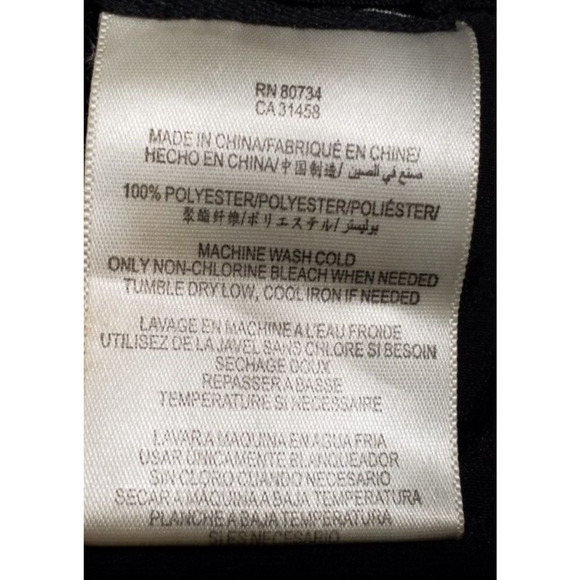 RN 80734
CA 31458
MADE IN CHINA/FABRIQUÉ EN CHINE/
HECHO EN CHINA/中国制造/صنع في الصين
100% POLYESTER/POLYESTER/POLIÉSTER/
聚酯纤维/ポリエステル/بوليستر
MACHINE WASH COLD
ONLY NON-CHLORINE BLEACH WHEN NEEDED
TUMBLE DRY LOW, COOL IRON IF NEEDED
LAVAGE EN MACHINE A L'EAU FROIDE
UTILISEZ DE LA JAVEL SANS CHLORE SI BESOIN
SECHAGE DOUX
REPASSER A BASSE
TEMPERATURE SI NECESSAIRE
LAVAR A MAQUINA EN AGUA FRIA
USAR ÚNICAMENTE BLANQUEADOR
SIN CLORO CUANDO NECESARIO
SECAR A MAQUINA A BAJA TEMPERATURA
PLANCHE A BAJA TEMPERATURA
SI ES NECESARIO